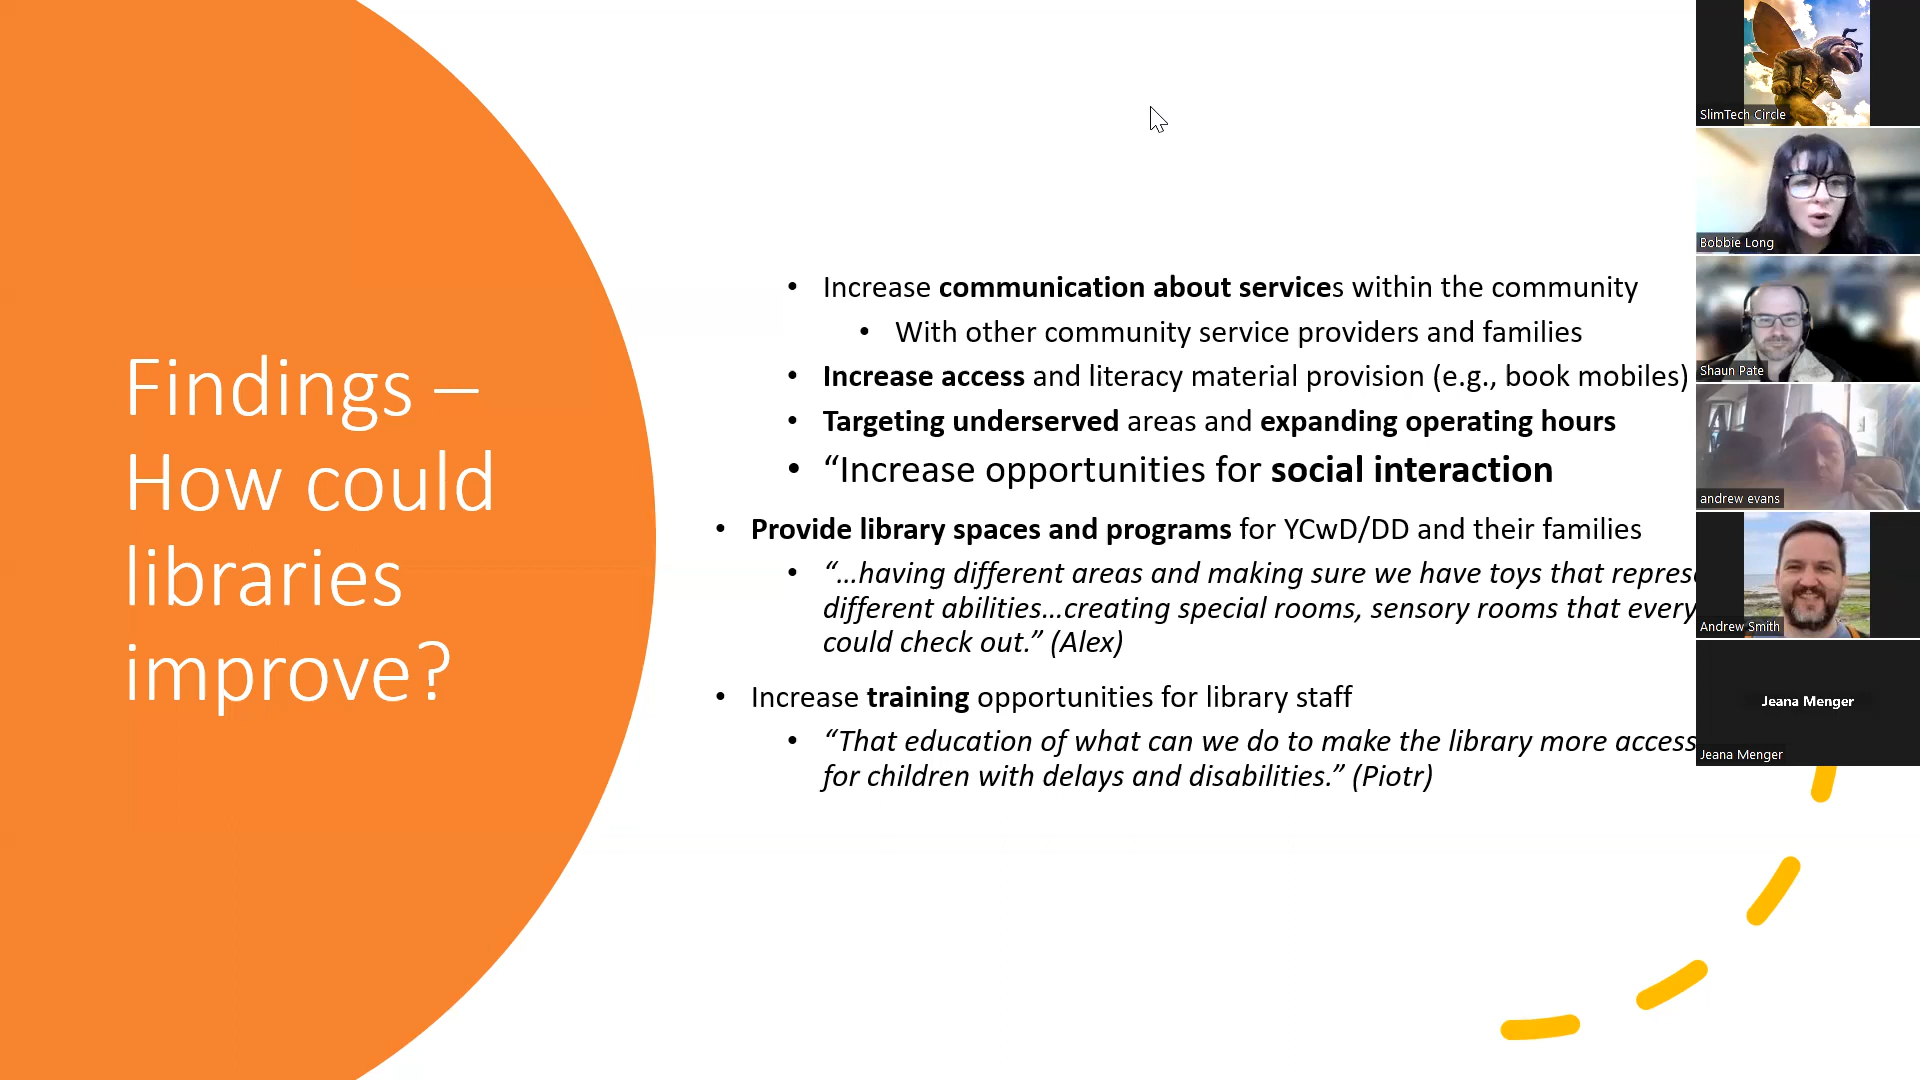 Findings –
How could
libraries
improve?
• Increase communication about services within the community
• With other community service providers and families
• Increase access and literacy material provision (e.g., book mobiles)
• Targeting underserved areas and expanding operating hours
• “Increase opportunities for social interaction
• Provide library spaces and programs for YCwD/DD and their families
• “…having different areas and making sure we have toys that
different abilities…creating special rooms, sensory rooms that
could check out.” (Alex)
• Increase training opportunities for library staff
• “That education of what can we do to make the library more
for children with delays and disabilities.” (Piotr)
SlimTech Circle
Bobbie Long
Shaun Pate
andrew evans
Andrew Smith
Jeana Menger
Jeana Menger